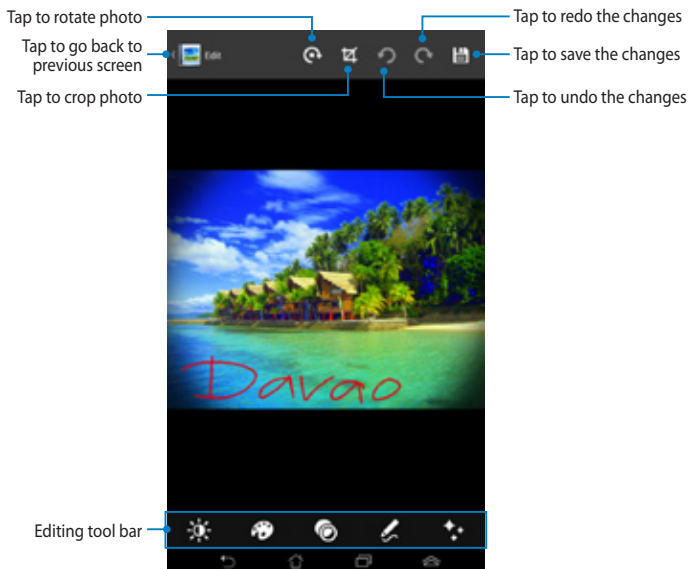 Tap to rotate photo
Tap to redo the changes
Tap to go back to
previous screen
Edit
Tap to save the changes
Tap to crop photo
Tap to undo the changes
Davao
Editing tool bar